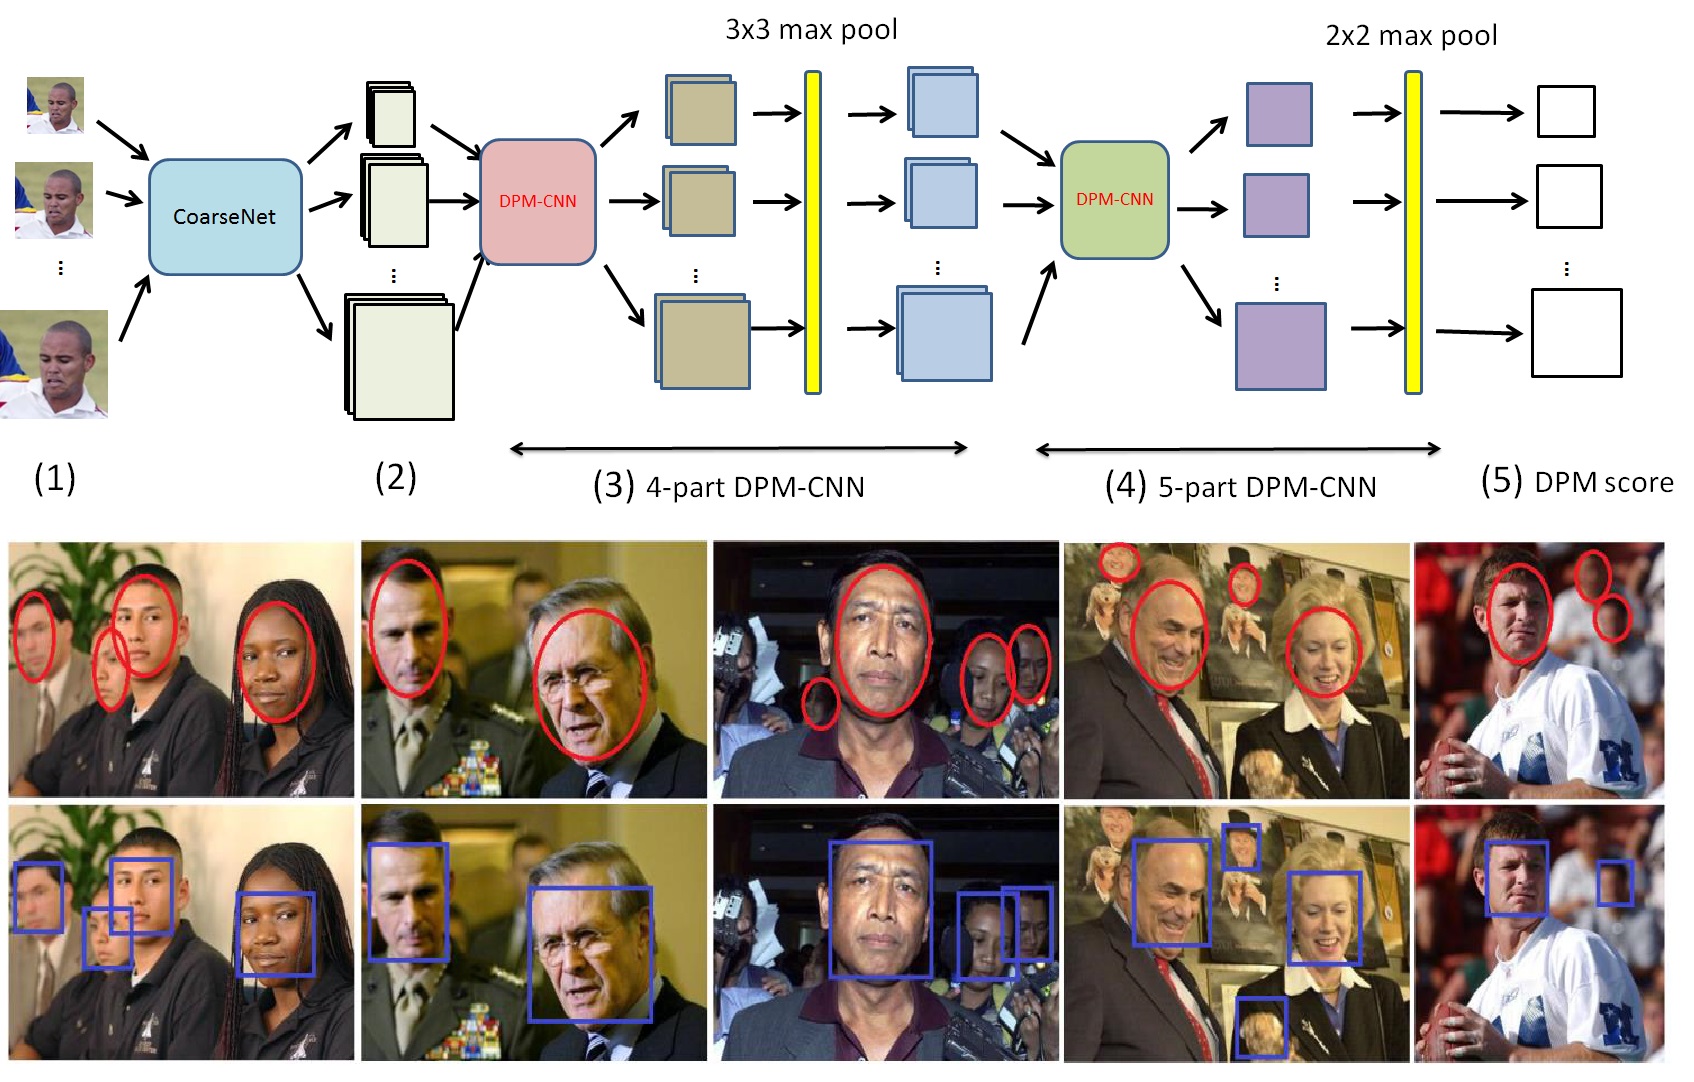 3x3 max pool
2x2 max pool
CoarseNet
DPM-CNN
DPM-CNN
(1)
(2)
(3) 4-part DPM-CNN
(4) 5-part DPM-CNN
(5) DPM score